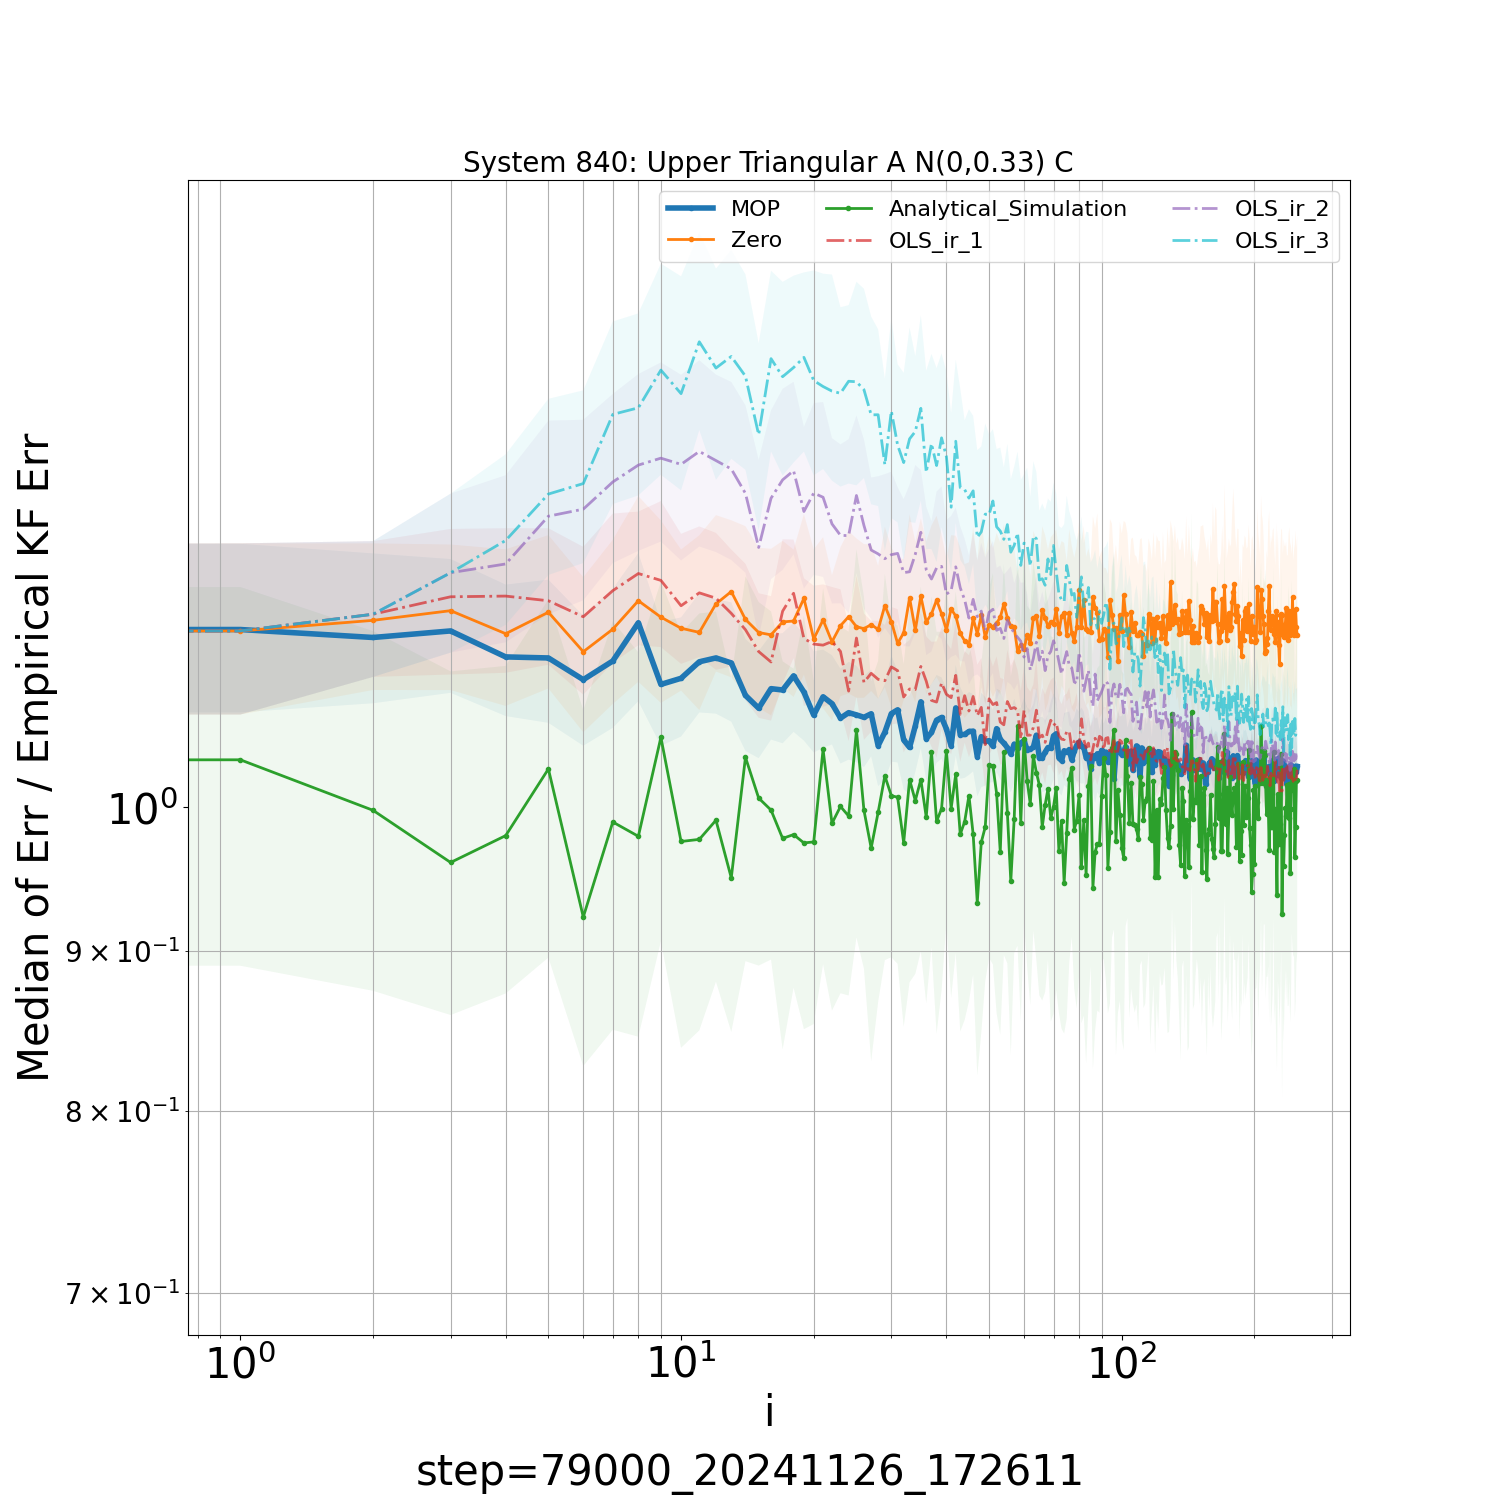 System 840: Upper Triangular A N(0,0.33) C
MOP
Zero
Analytical_Simulation
OLS_ir_1
OLS_ir_2
OLS_ir_3
Median of Err / Empirical KF Err
10⁰
9 × 10⁻¹
8 × 10⁻¹
7 × 10⁻¹
10⁰ 10¹ 10²
i
step=79000_20241126_172611